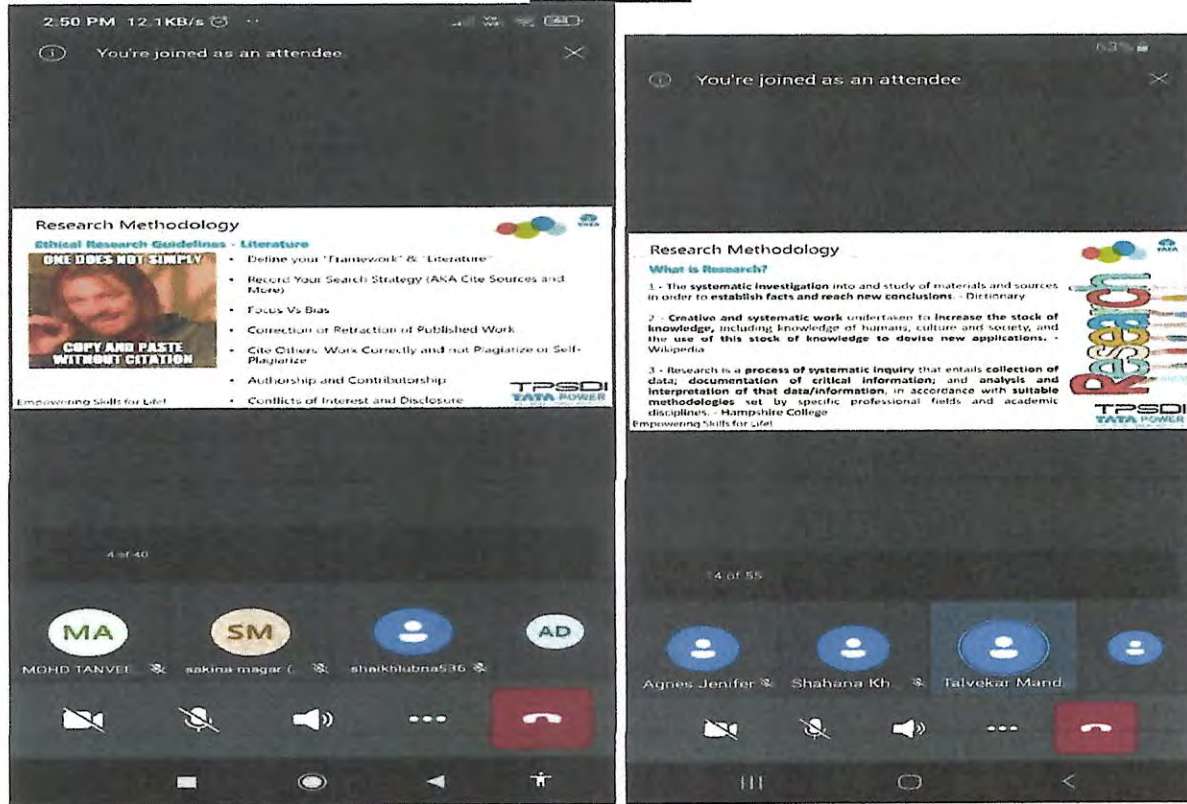 2:50 PM 12.1KB/s
You're joined as an attendee.
Research Methodology
Ethical Research Guidelines - Literature
ONE DOES NOT SIMPLY
COPY AND PASTE
WITHOUT CITATION
• Define your "Framework" & "Literature"
• Record Your Search Strategy (AKA Cite Sources and
More)
• Focus Vs Bias
• Correction or Retraction of Published Work
• Cite Others' Work Correctly and not Plagiarize or Self-
Plagiarize
• Authorship and Contributorship
• Conflicts of Interest and Disclosure
TATA
TPSDI
TATA POWER
Empowering Skills for Life!
4 of 40
MA
SM
AD
MOHD TANVEE..
sakina magar (..
shaikhlubna536
63%
You're joined as an attendee
Research Methodology
What is Research?
1 - The systematic investigation into and study of materials and sources
in order to establish facts and reach new conclusions. - Dictionary
2 - Creative and systematic work undertaken to increase the stock of
knowledge, including knowledge of humans, culture and society, and
the use of this stock of knowledge to devise new applications. -
Wikipedia
3 - Research is a process of systematic inquiry that entails collection of
data; documentation of critical information; and analysis and
interpretation of that data/information, in accordance with suitable
methodologies set by specific professional fields and academic
disciplines. - Hampshire College
Research
TATA
TPSDI
TATA POWER
Empowering Skills for Life!
14 of 55
Agnes Jenifer
Shahana Kh..
Talvekar Mand..